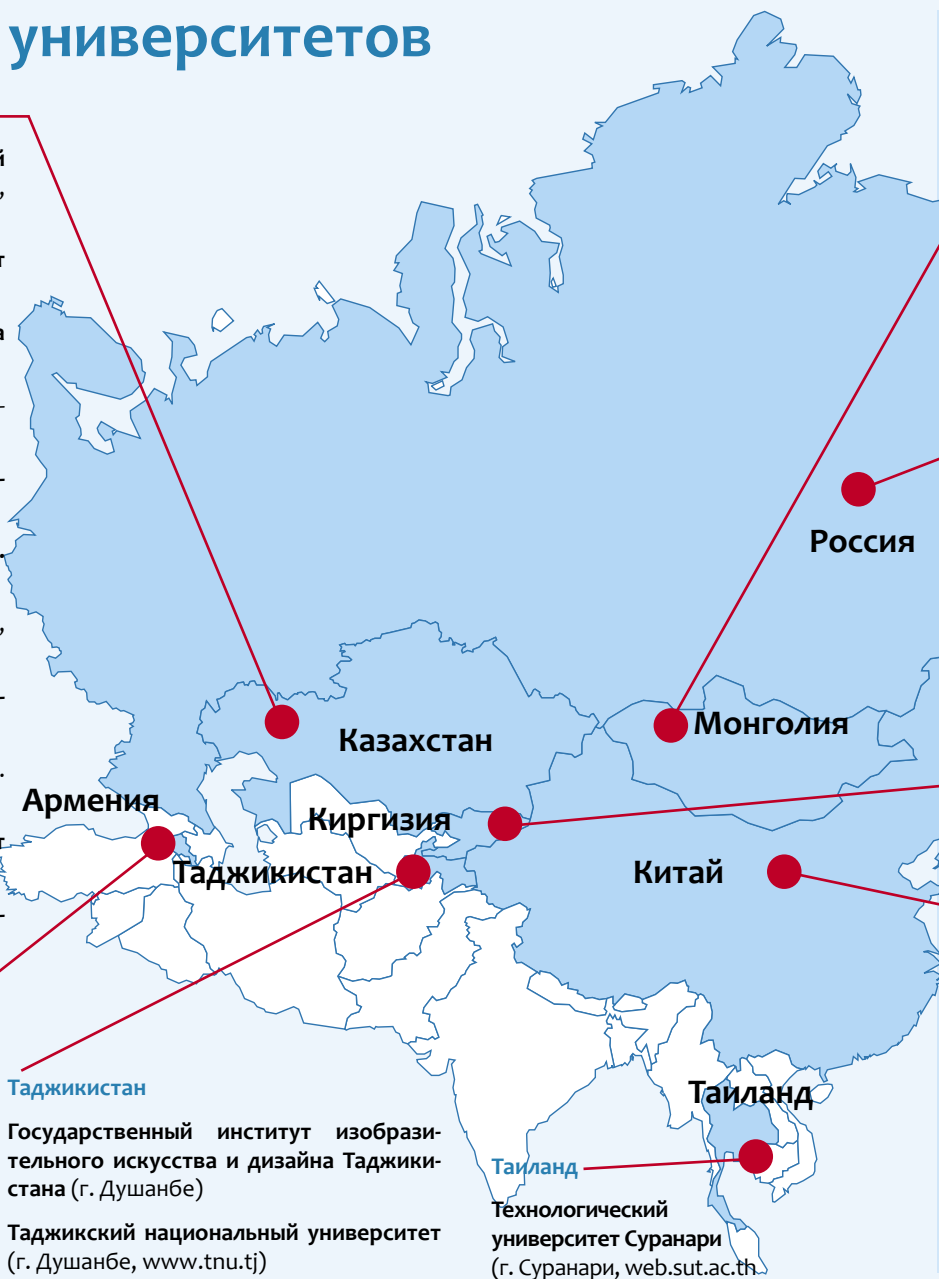 университетов
й
,
т
а
-
-
.
,
-
.
т
-
Россия
Казахстан
Монголия
Армения
Киргизия
Таджикистан
Китай
Таиланд
Таджикистан
Государственный институт изобрази-
тельного искусства и дизайна Таджики-
стана (г. Душанбе)
Таджикский национальный университет
(г. Душанбе, www.tnu.tj)
Таиланд
Технологический
университет Суранари
(г. Суранари, web.sut.ac.th